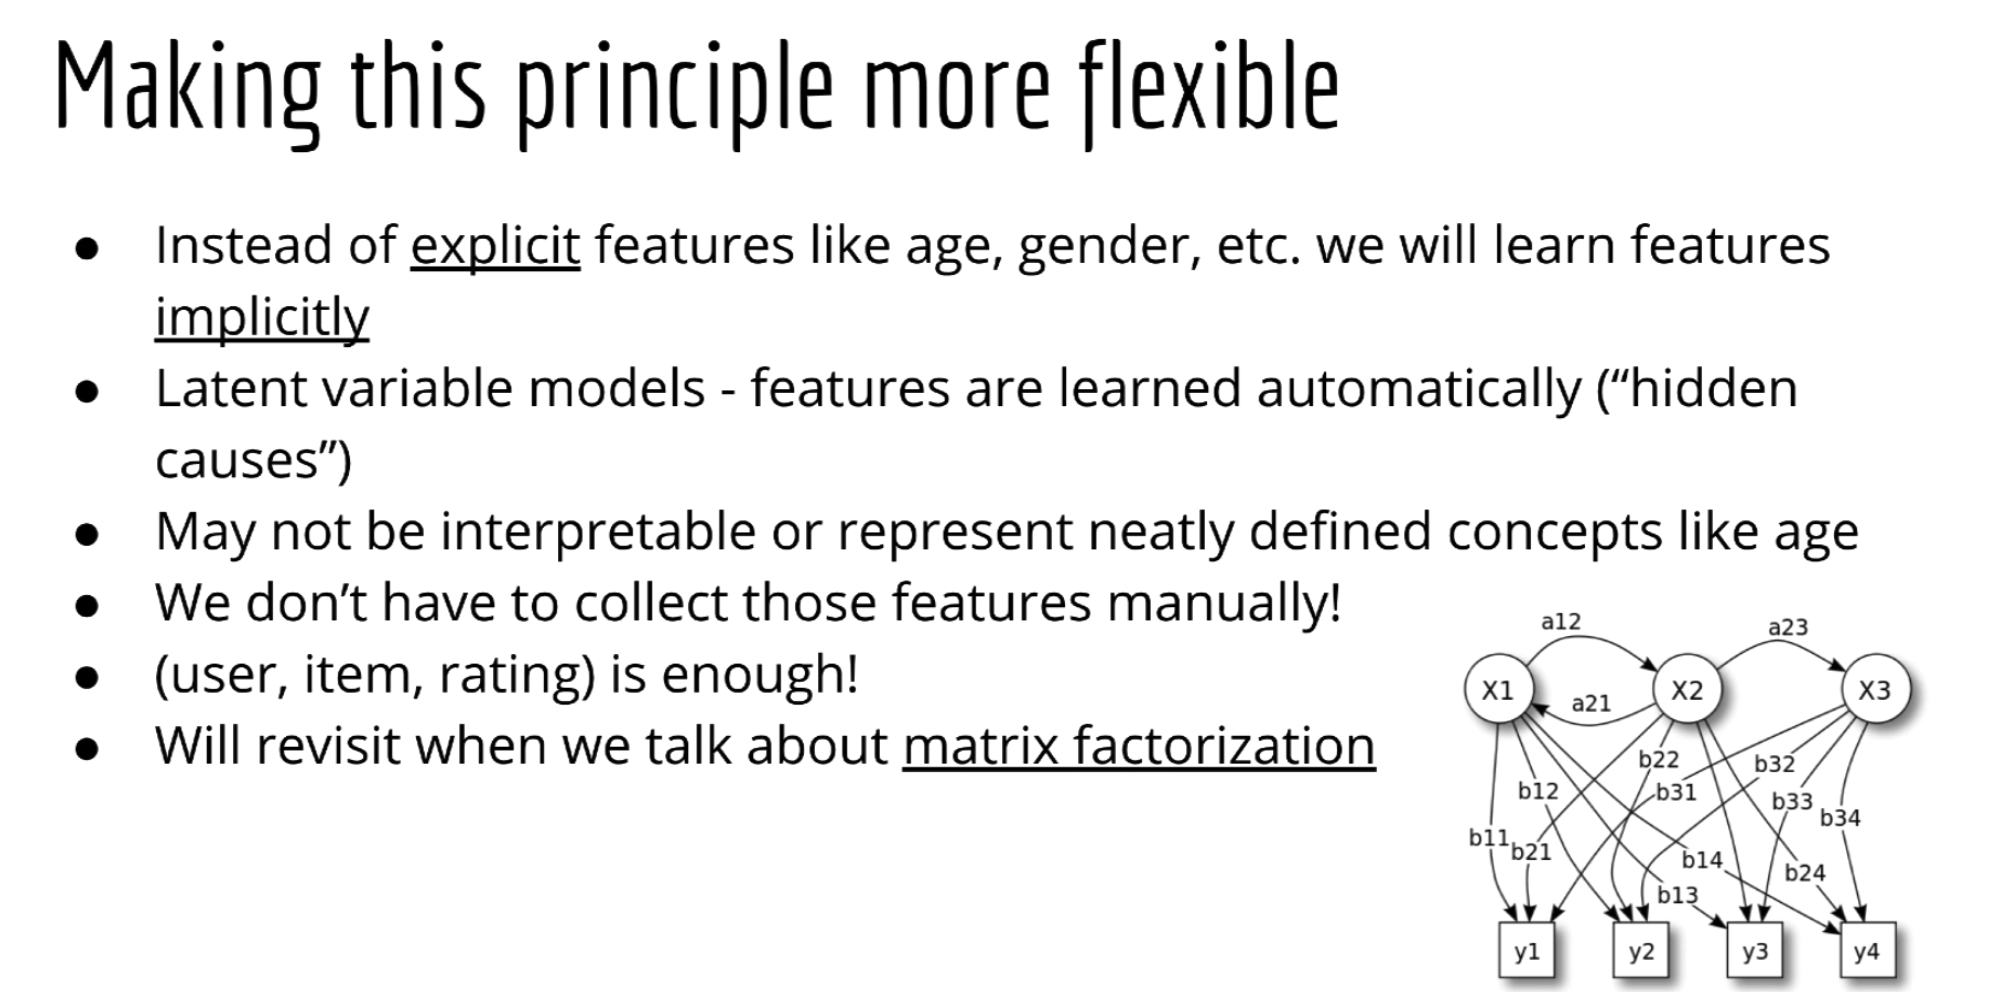 Making this principle more flexible
● Instead of explicit features like age, gender, etc. we will learn features
implicitly
● Latent variable models - features are learned automatically (“hidden
causes”)
● May not be interpretable or represent neatly defined concepts like age
● We don’t have to collect those features manually!
● (user, item, rating) is enough!
● Will revisit when we talk about matrix factorization
a12 a23
X1 X2 X3
a21
b22 b32
b12 b31 b33
b34
b11 b21
b14 b24
b13
y1 y2 y3 y4